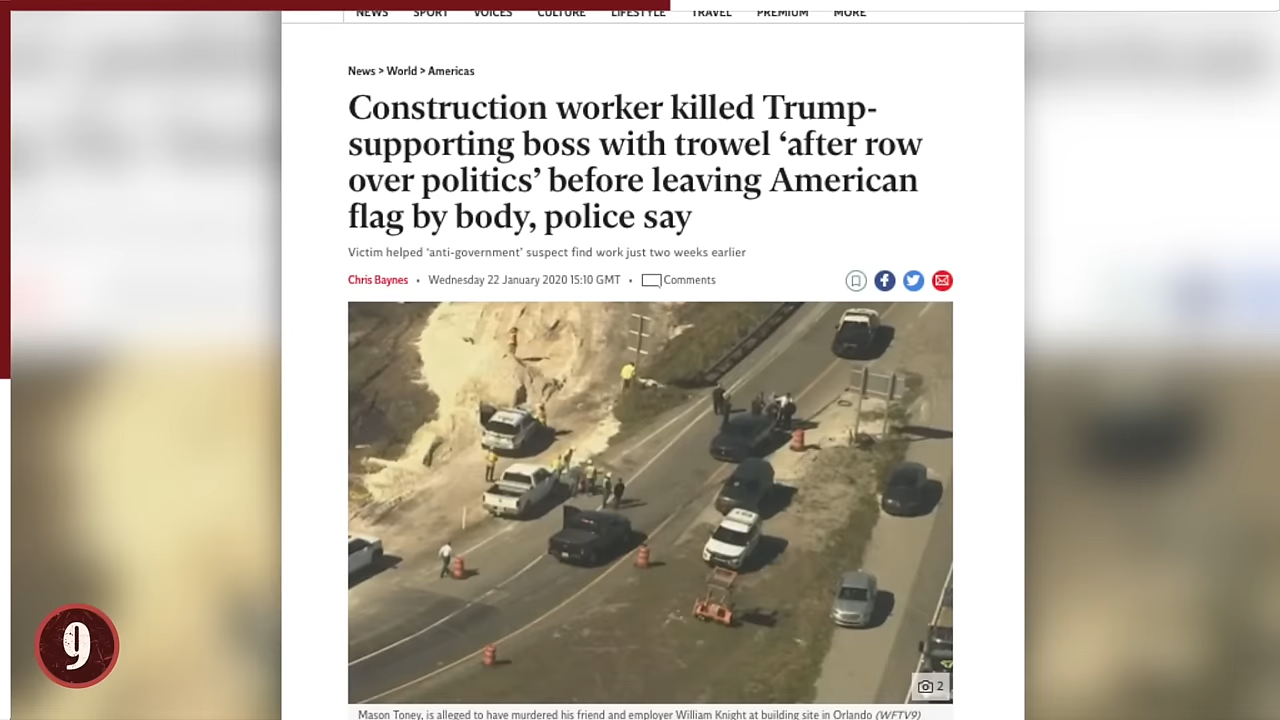 NEWS SPORT VOICES CULTURE LIFESTYLE TRAVEL PREMIUM MORE
News > World > Americas
Construction worker killed Trump-
supporting boss with trowel ‘after row
over politics’ before leaving American
flag by body, police say
Victim helped ‘anti-government’ suspect find work just two weeks earlier
Chris Baynes • Wednesday 22 January 2020 15:10 GMT • Comments
2
Mason Toney, is alleged to have murdered his friend and employer William Knight at building site in Orlando (WFTV9)
9